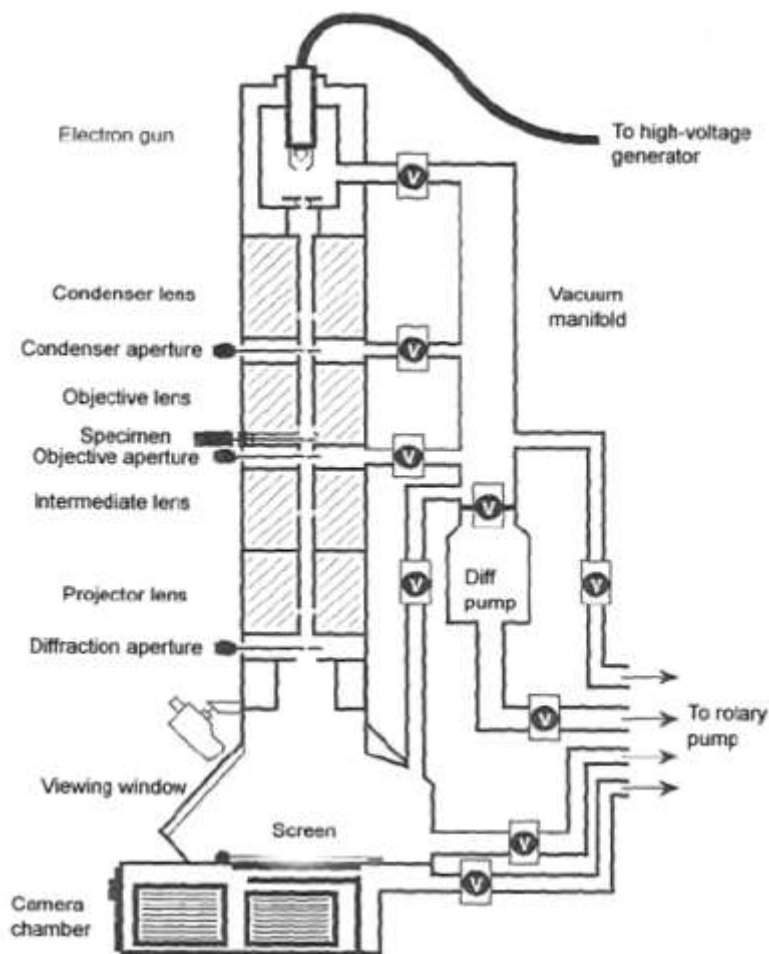 Electron gun
To high-voltage
generator
V
Condenser lens
Vacuum
manifold
Condenser aperture
V
Objective lens
Specimen
Objective aperture
V
Intermediate lens
V
Projector lens
V
Diff
pump
V
Diffraction aperture
V
To rotary
pump
Viewing window
Screen
V
V
Camera
chamber